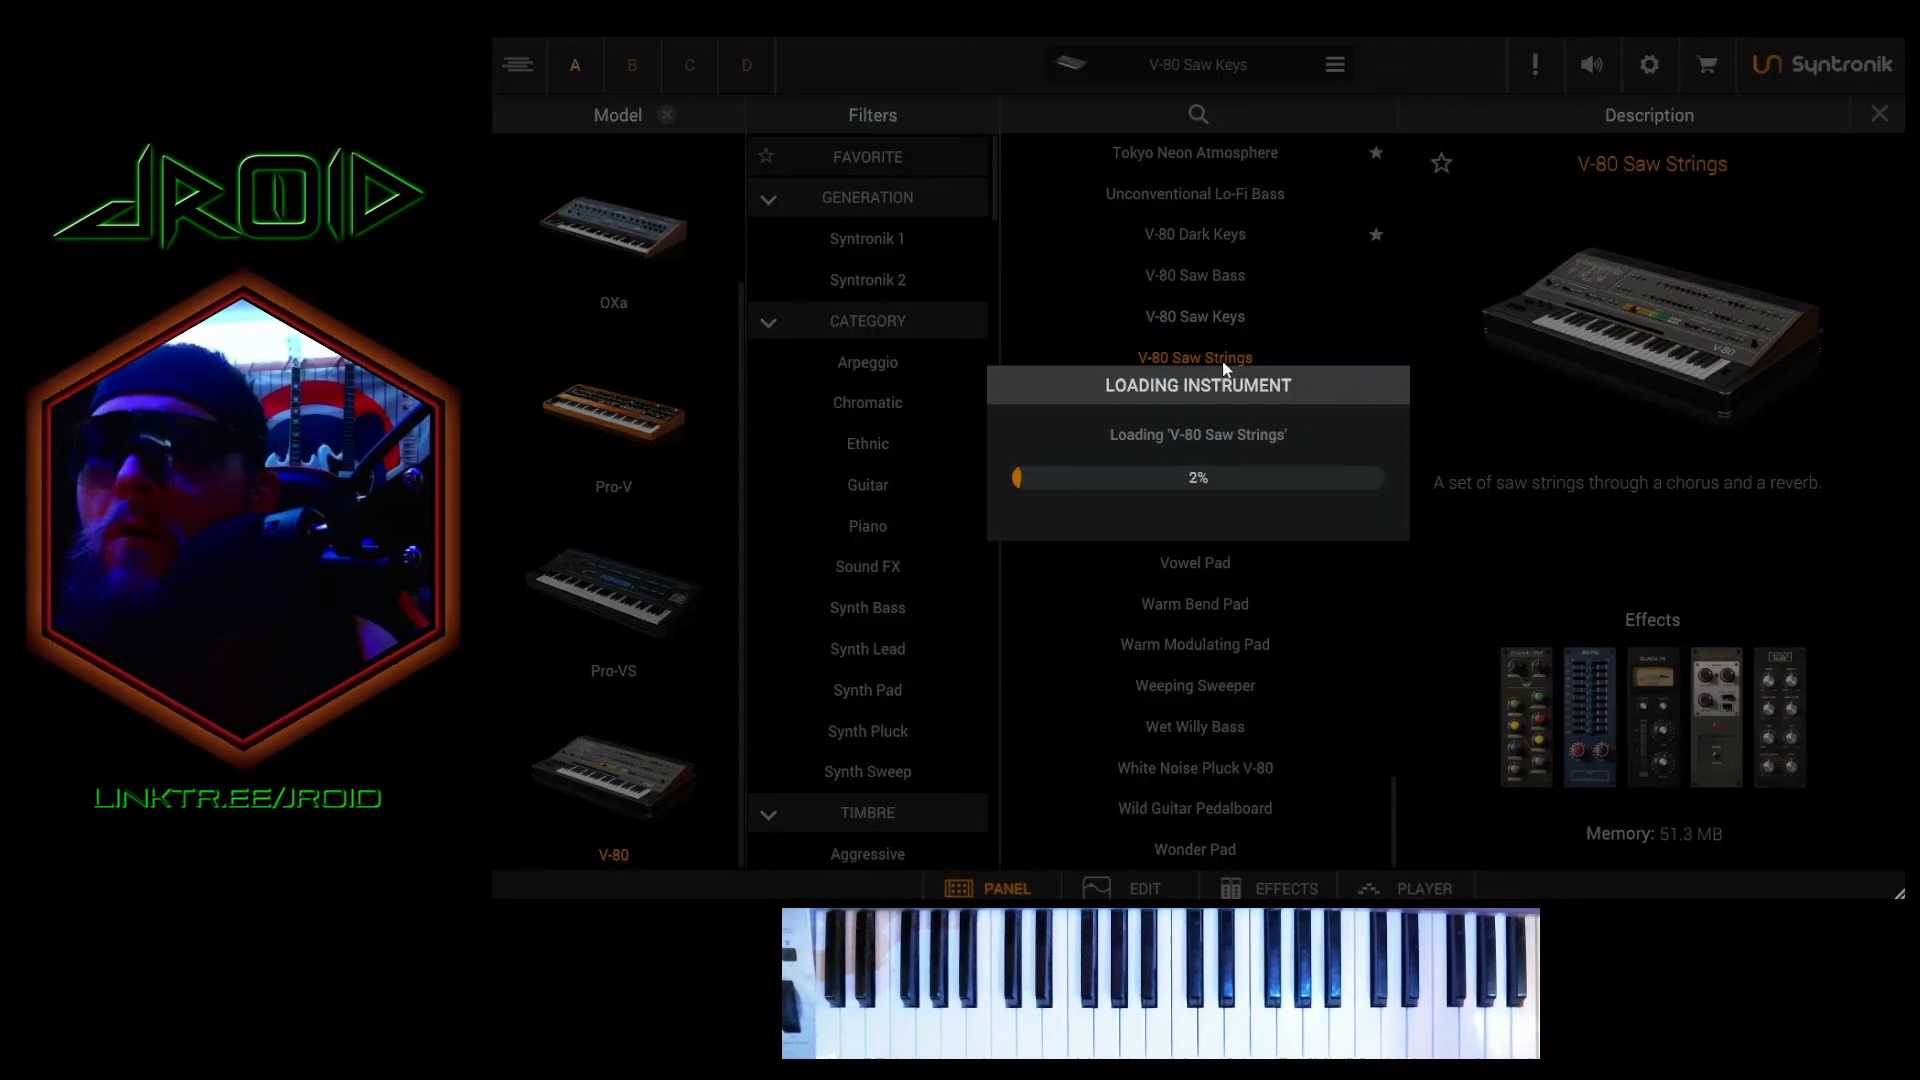 A
B
C
D
V-80 Saw Keys
Syntronik
Model
Filters
Description
JROID
LINKTR.EE/JROID
OXa
Pro-V
Pro-VS
V-80
FAVORITE
GENERATION
Syntronik 1
Syntronik 2
CATEGORY
Arpeggio
Chromatic
Ethnic
Guitar
Piano
Sound FX
Synth Bass
Synth Lead
Synth Pad
Synth Pluck
Synth Sweep
TIMBRE
Aggressive
Tokyo Neon Atmosphere
Unconventional Lo-Fi Bass
V-80 Dark Keys
V-80 Saw Bass
V-80 Saw Keys
V-80 Saw Strings
LOADING INSTRUMENT
Loading 'V-80 Saw Strings'
2%
Vowel Pad
Warm Bend Pad
Warm Modulating Pad
Weeping Sweeper
Wet Willy Bass
White Noise Pluck V-80
Wild Guitar Pedalboard
Wonder Pad
V-80 Saw Strings
V-80
A set of saw strings through a chorus and a reverb.
Effects
Memory: 51.3 MB
PANEL
EDIT
EFFECTS
PLAYER